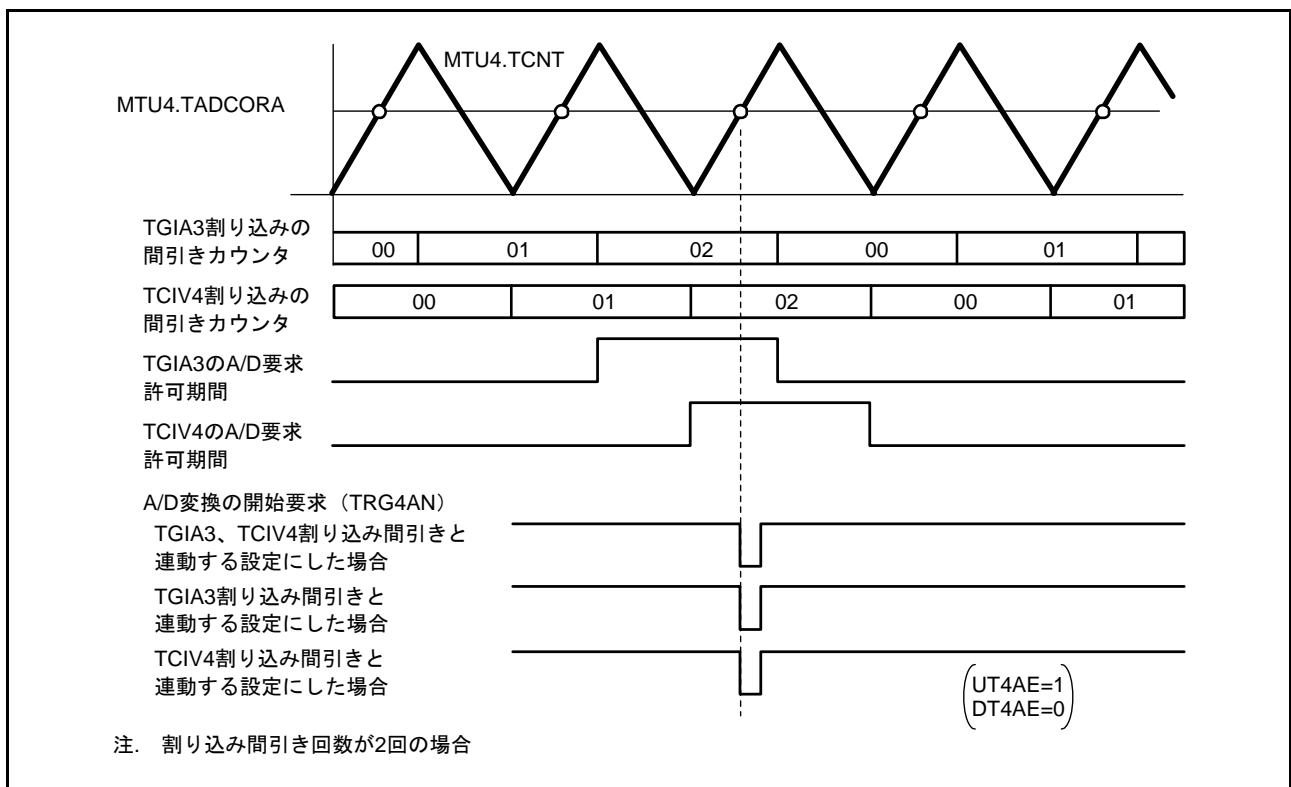 MTU4.TCNT
MTU4.TADCORA
TGIA3割り込みの
間引きカウンタ
00 01 02 00 01
TCIV4割り込みの
間引きカウンタ
00 01 02 00 01
TGIA3のA/D要求
許可期間
TCIV4のA/D要求
許可期間
A/D変換の開始要求（TRG4AN）
TGIA3、TCIV4割り込み間引きと
連動する設定にした場合
TGIA3割り込み間引きと
連動する設定にした場合
TCIV4割り込み間引きと
連動する設定にした場合
UT4AE=1
DT4AE=0
注. 割り込み間引き回数が2回の場合